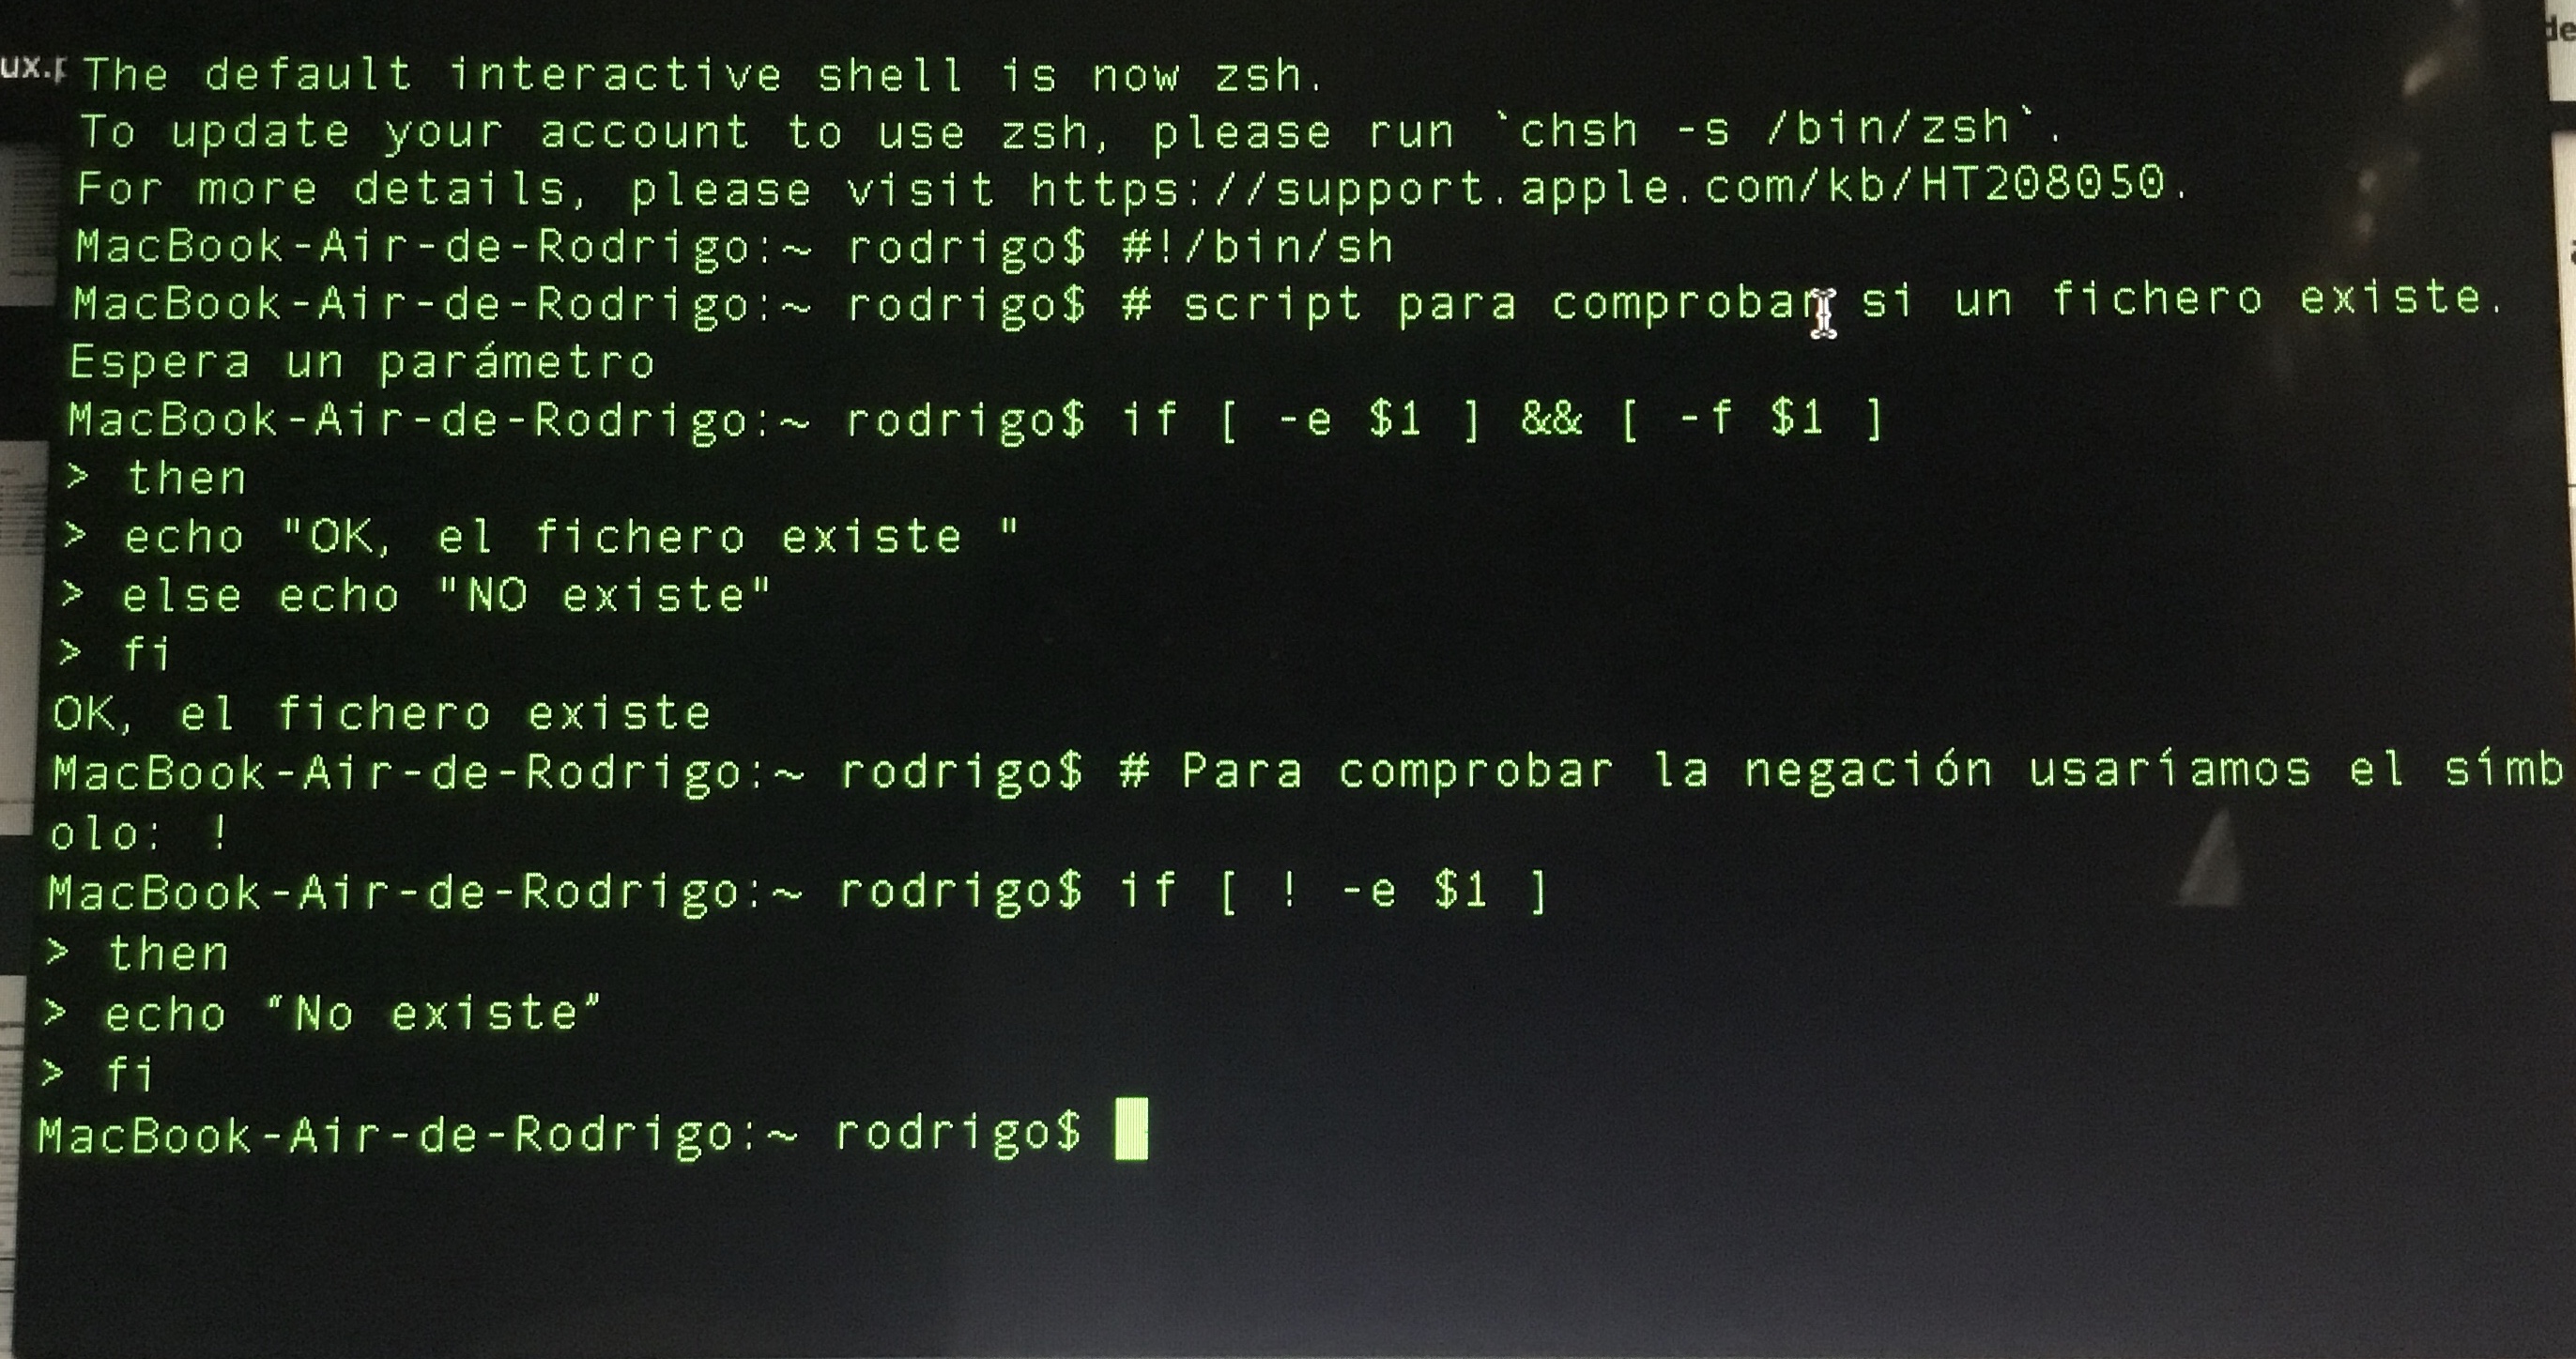 The default interactive shell is now zsh.
To update your account to use zsh, please run `chsh -s /bin/zsh`.
For more details, please visit https://support.apple.com/kb/HT208050.
MacBook-Air-de-Rodrigo:~ rodrigo$ #!/bin/sh
MacBook-Air-de-Rodrigo:~ rodrigo$ # script para comprobar si un fichero existe.
Espera un parámetro
MacBook-Air-de-Rodrigo:~ rodrigo$ if [ -e $1 ] && [ -f $1 ]
> then
> echo "OK, el fichero existe "
> else echo "NO existe"
> fi
OK, el fichero existe
MacBook-Air-de-Rodrigo:~ rodrigo$ # Para comprobar la negación usaríamos el símb
olo: !
MacBook-Air-de-Rodrigo:~ rodrigo$ if [ ! -e $1 ]
> then
> echo “No existe”
> fi
MacBook-Air-de-Rodrigo:~ rodrigo$